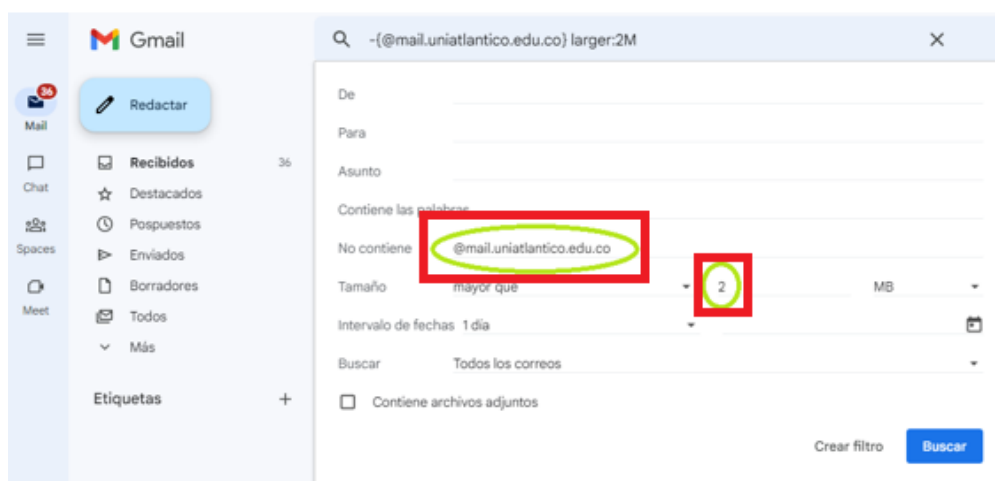 Gmail
-{@mail.uniatlantico.edu.co} larger:2M
36
Mail
Chat
Spaces
Meet
Redactar
Recibidos 36
Destacados
Pospuestos
Enviados
Borradores
Todos
Más
Etiquetas +
De
Para
Asunto
Contiene las palabras
No contiene @mail.uniatlantico.edu.co
Tamaño mayor que 2 MB
Intervalo de fechas 1 día
Buscar Todos los correos
Contiene archivos adjuntos
Crear filtro Buscar